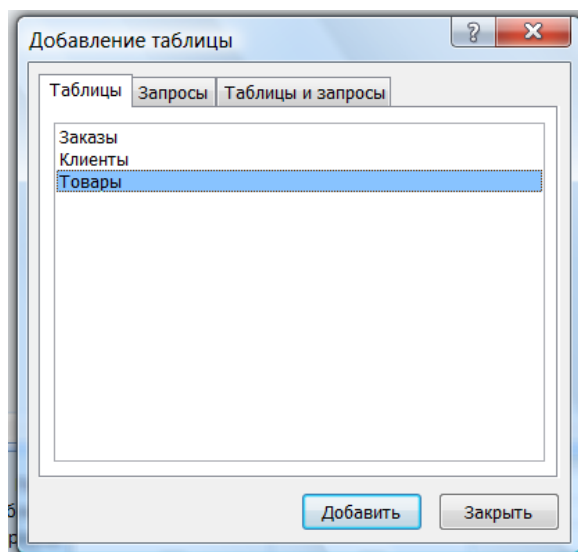 Добавление таблицы
Таблицы Запросы Таблицы и запросы
Заказы
Клиенты
Товары
Добавить Закрыть